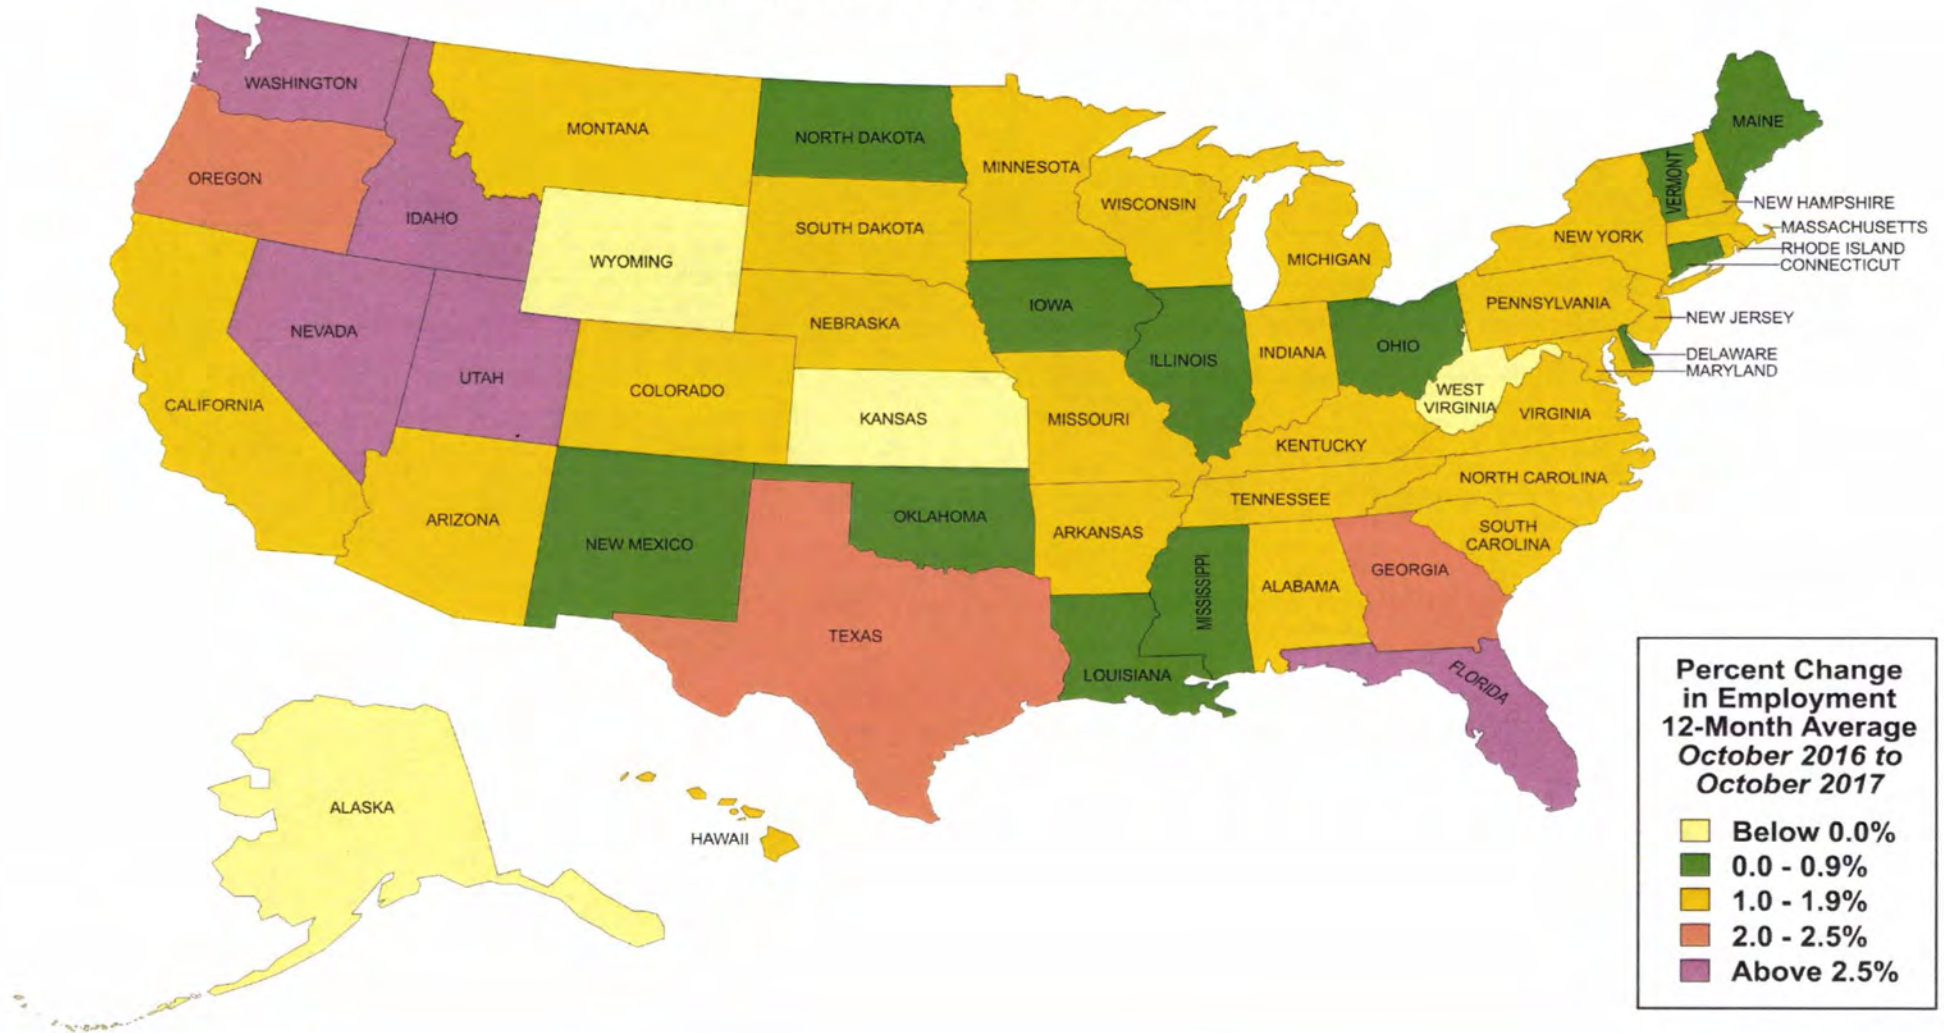 WASHINGTON
MONTANA
NORTH DAKOTA
MAINE
MINNESOTA
VERMONT
OREGON
IDAHO
WISCONSIN
NEW HAMPSHIRE
SOUTH DAKOTA
NEW YORK
MASSACHUSETTS
RHODE ISLAND
CONNECTICUT
WYOMING
MICHIGAN
IOWA
PENNSYLVANIA
NEW JERSEY
NEVADA
NEBRASKA
ILLINOIS
INDIANA
OHIO
DELAWARE
MARYLAND
UTAH
COLORADO
WEST
VIRGINIA
VIRGINIA
CALIFORNIA
KANSAS
MISSOURI
KENTUCKY
NORTH CAROLINA
TENNESSEE
ARIZONA
OKLAHOMA
ARKANSAS
SOUTH
CAROLINA
NEW MEXICO
MISSISSIPPI
ALABAMA
GEORGIA
TEXAS
LOUISIANA
FLORIDA
ALASKA
HAWAII
Percent Change
in Employment
12-Month Average
October 2016 to
October 2017
Below 0.0%
0.0 - 0.9%
1.0 - 1.9%
2.0 - 2.5%
Above 2.5%